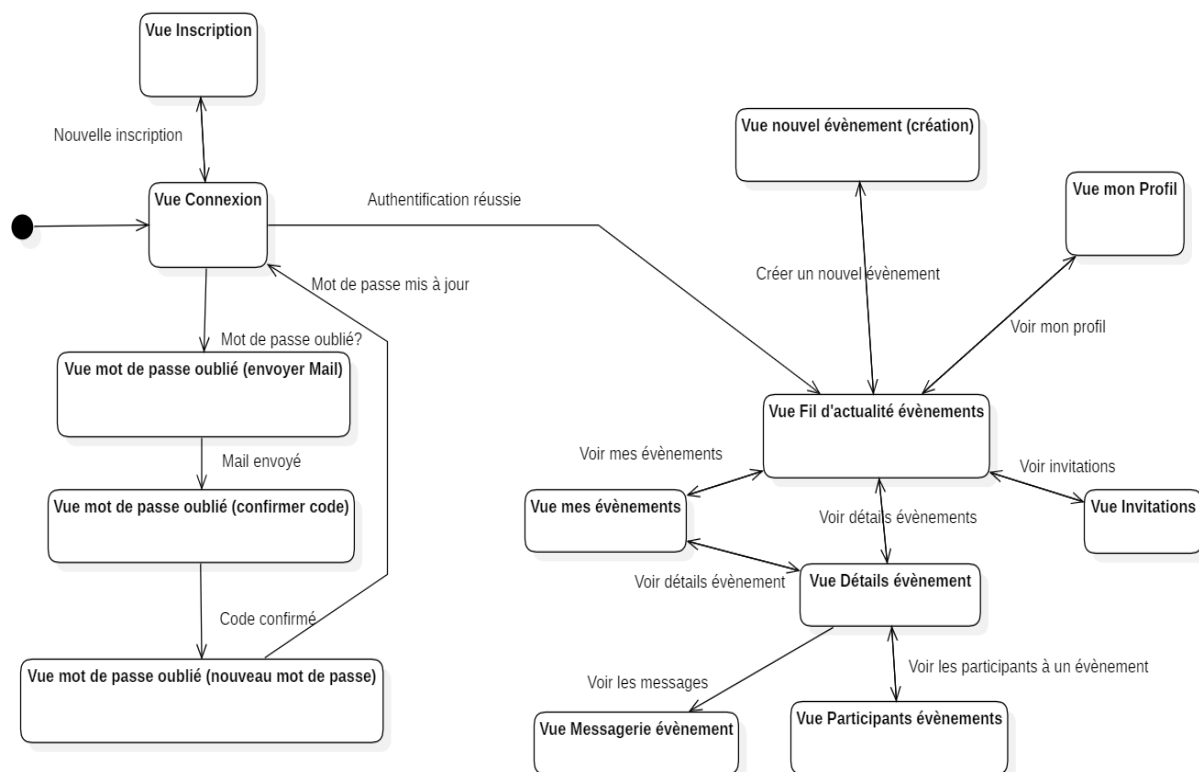 Vue Inscription
Nouvelle inscription
Vue nouvel évènement (création)
Vue mon Profil
Vue Connexion
Authentification réussie
Créer un nouvel évènement
Mot de passe mis à jour
Voir mon profil
Mot de passe oublié?
Vue mot de passe oublié (envoyer Mail)
Vue Fil d'actualité évènements
Mail envoyé
Voir mes évènements
Voir invitations
Vue mot de passe oublié (confirmer code)
Vue mes évènements
Voir détails évènements
Vue Invitations
Voir détails évènement
Vue Détails évènement
Code confirmé
Vue mot de passe oublié (nouveau mot de passe)
Voir les messages
Voir les participants à un évènement
Vue Messagerie évènement
Vue Participants évènements